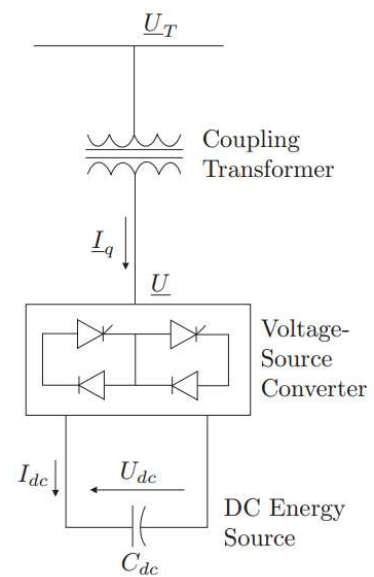 U_T
Coupling
Transformer
I_q
U
Voltage-
Source
Converter
I_dc
U_dc
DC Energy
Source
C_dc